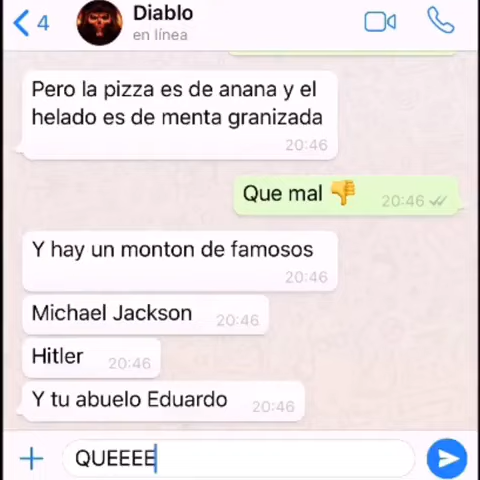 4
Diablo
en línea
Pero la pizza es de anana y el
helado es de menta granizada
20:46
Que mal 👎 20:46
Y hay un monton de famosos
20:46
Michael Jackson 20:46
Hitler 20:46
Y tu abuelo Eduardo 20:46
QUEEEE